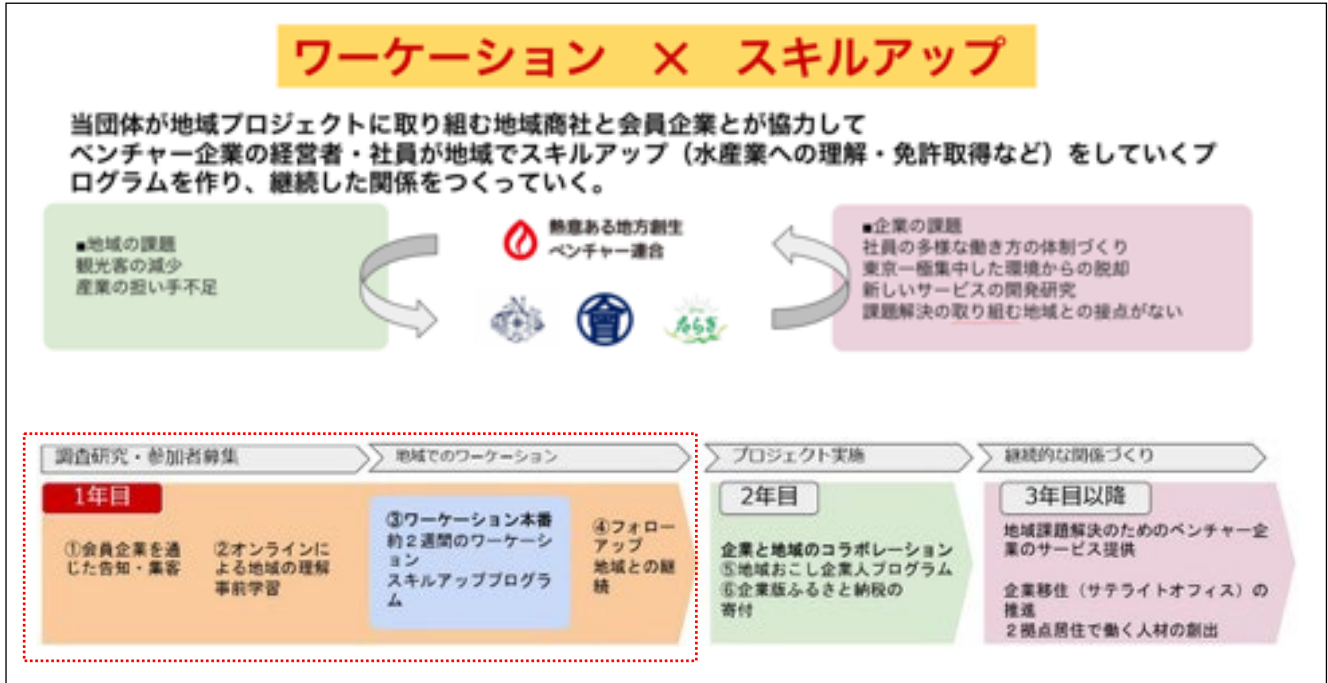 ワーケーション × スキルアップ
当団体が地域プロジェクトに取り組む地域商社と会員企業とが協力して
ベンチャー企業の経営者・社員が地域でスキルアップ（水産業への理解・免許取得など）をしていくプ
ログラムを作り、継続した関係をつくっていく。
■地域の課題
観光客の減少
産業の担い手不足
熱意ある地方創生
ベンチャー連合
會
ならぎ
■企業の課題
社員の多様な働き方の体制づくり
東京一極集中した環境からの脱却
新しいサービスの開発研究
課題解決の取り組む地域との接点がない
調査研究・参加者募集
地域でのワーケーション
プロジェクト実施
継続的な関係づくり
1年目
①会員企業を通
じた告知・集客
②オンラインに
よる地域の理解
事前学習
③ワーケーション本番
約２週間のワーケーシ
ョン
スキルアッププログラ
ム
④フォロー
アップ
地域との継
続
2年目
企業と地域のコラボレーション
⑤地域おこし企業人プログラム
⑥企業版ふるさと納税の
寄付
3年目以降
地域課題解決のためのベンチャー企
業のサービス提供
企業移住（サテライトオフィス）の
推進
２拠点居住で働く人材の創出